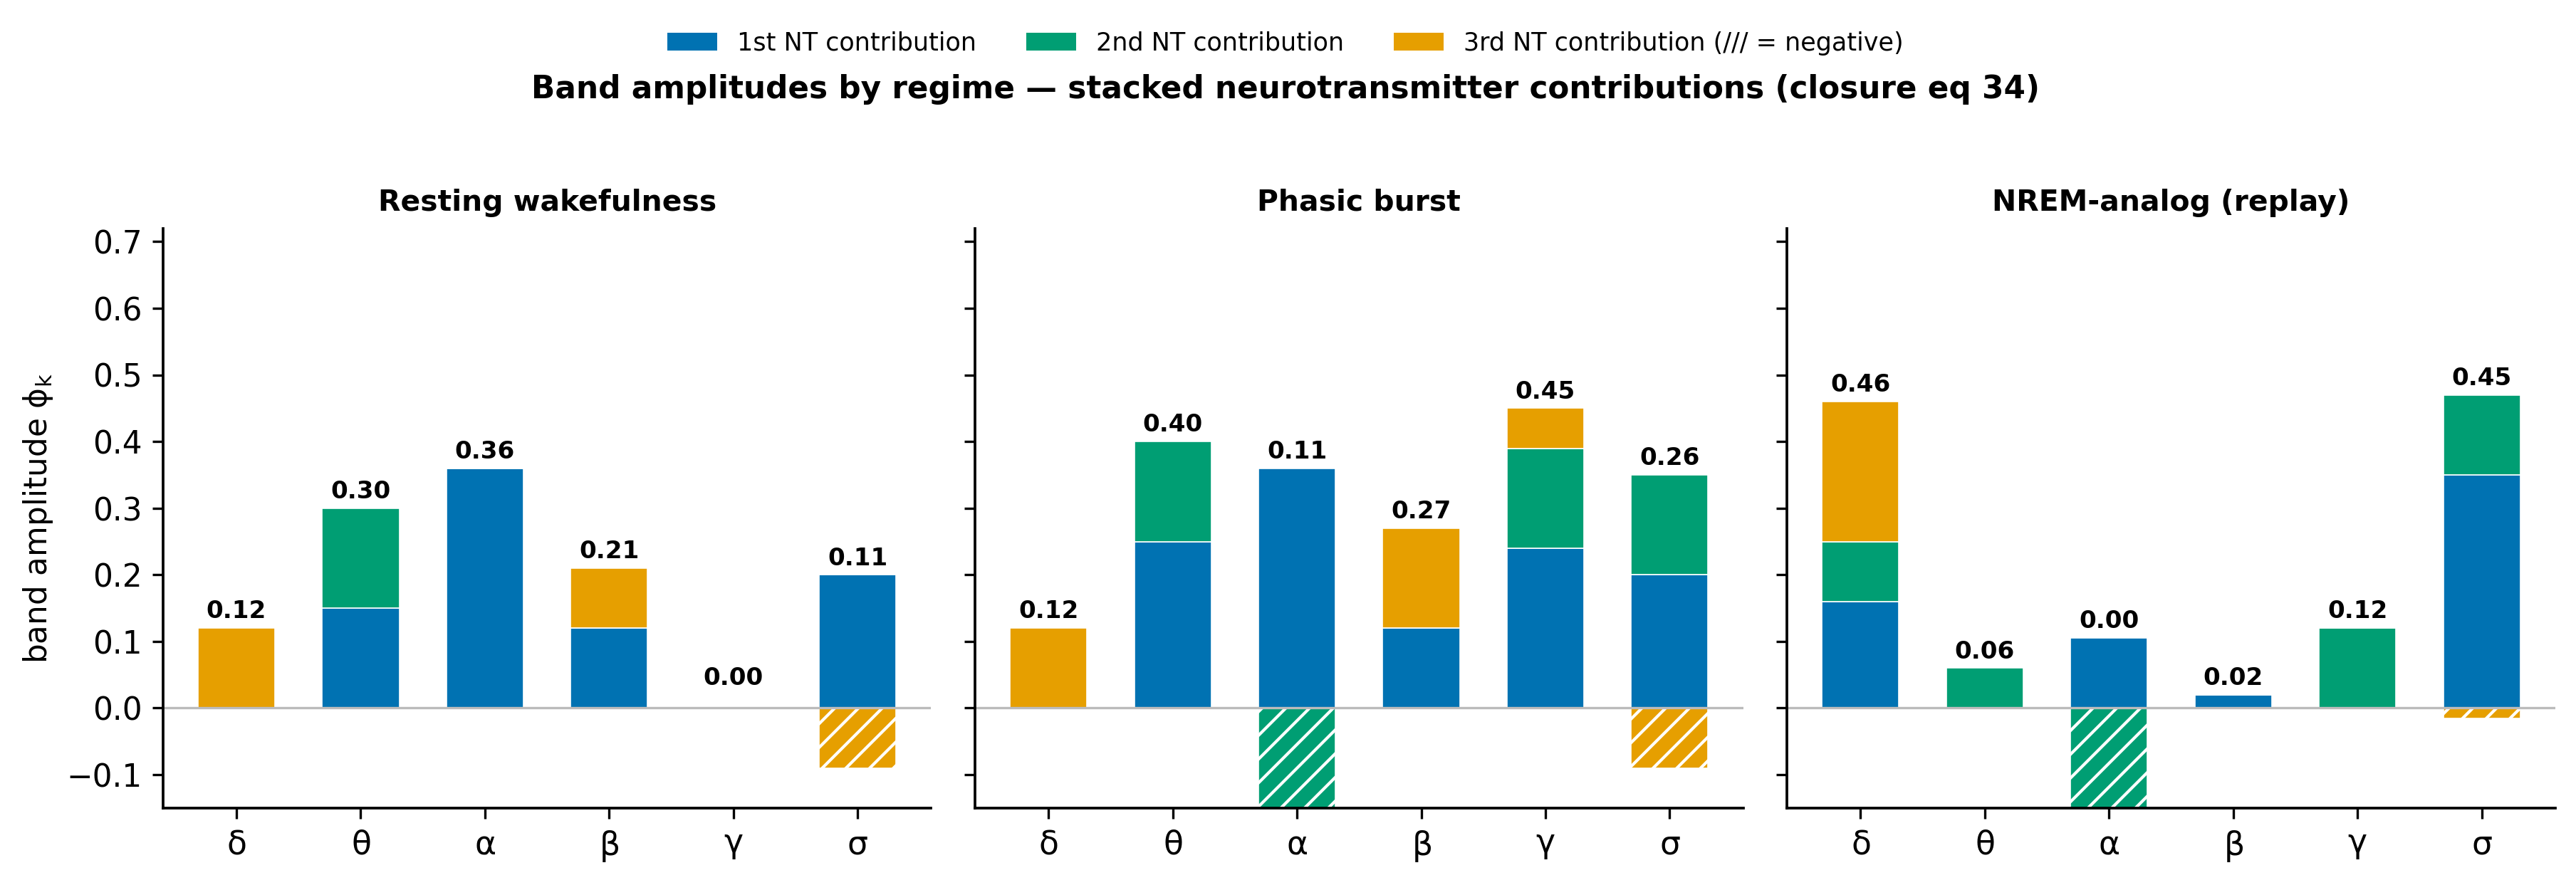 1st NT contribution 2nd NT contribution 3rd NT contribution (/// = negative)
Band amplitudes by regime — stacked neurotransmitter contributions (closure eq 34)
Resting wakefulness
band amplitude ϕₖ
0.7
0.6
0.5
0.4
0.3
0.2
0.1
0.0
−0.1
0.12 0.30 0.36 0.21 0.00 0.11
δ θ α β γ σ
Phasic burst
0.12 0.40 0.11 0.27 0.45 0.26
δ θ α β γ σ
NREM-analog (replay)
0.46 0.06 0.00 0.02 0.12 0.45
δ θ α β γ σ